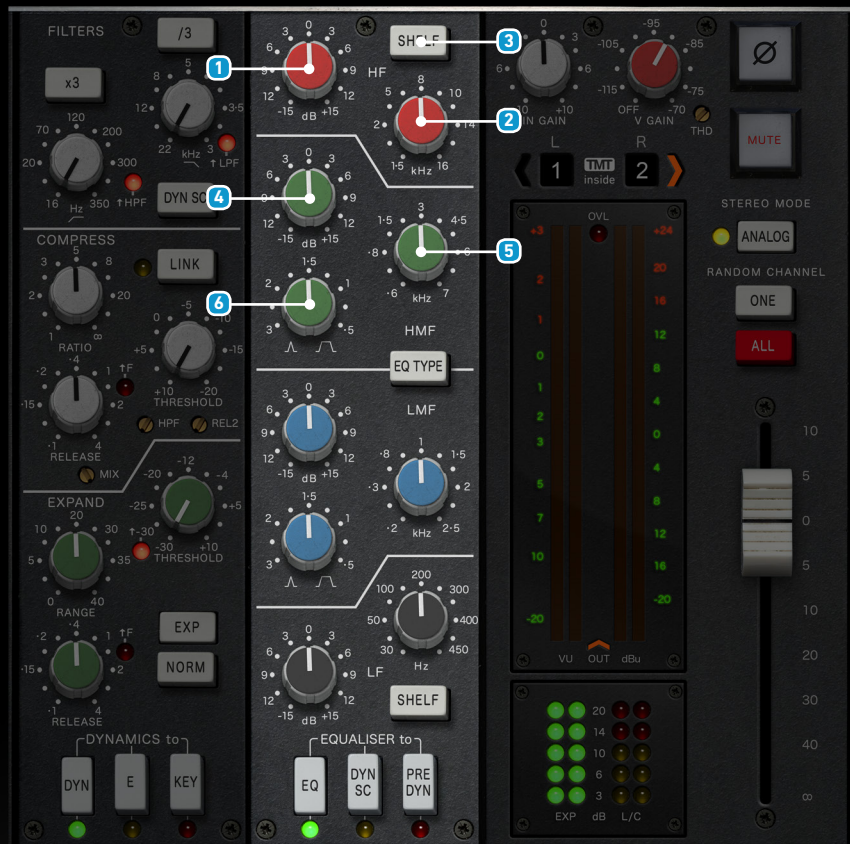 FILTERS
/3
x3
5
8
12
3·5
22
3
kHz
↑LPF
120
70
200
20
300
16
350
Hz
↑HPF
DYN SC
COMPRESS
LINK
5
3
8
2
20
1
∞
RATIO
-5
0
-10
+5
-15
+10
-20
THRESHOLD
·4
·2
1
·15
2
·1
4
RELEASE
↑F
HPF
REL2
MIX
EXPAND
-12
-20
-4
-25
+5
-30
+10
THRESHOLD
↑-30
20
10
30
5
35
0
40
RANGE
·4
·2
1
·15
2
·1
4
RELEASE
↑F
EXP
NORM
DYNAMICS to
DYN
E
KEY
0
3
3
6
6
9
9
12
12
-15
dB
+15
1
HF
SHELF
3
8
5
10
2
14
1·5
kHz
16
2
0
3
3
6
6
9
9
12
12
-15
dB
+15
4
3
1·5
4·5
·8
6
·6
kHz
7
5
1·5
2
1
3
·5
6
HMF
EQ TYPE
LMF
0
3
3
6
6
9
9
12
12
-15
dB
+15
1
·8
1·5
·3
2
·2
kHz
2·5
1·5
2
1
3
·5
200
100
300
50
400
30
Hz
450
0
3
3
6
6
9
9
12
12
-15
dB
+15
LF
SHELF
EQUALISER to
EQ
DYN
SC
PRE
DYN
0
3
3
6
6
10
+10
IN GAIN
-95
-105
-85
-115
-75
OFF
-70
V GAIN
THD
Ø
MUTE
L
R
1
TMT
inside
2
STEREO MODE
ANALOG
RANDOM CHANNEL
ONE
ALL
OVL
+3
+24
2
20
1
16
0
12
1
8
2
4
3
0
5
4
7
8
10
12
16
-20
-20
VU
OUT
dBu
20
14
10
6
3
EXP
dB
L/C
10
5
0
5
10
20
30
40
∞